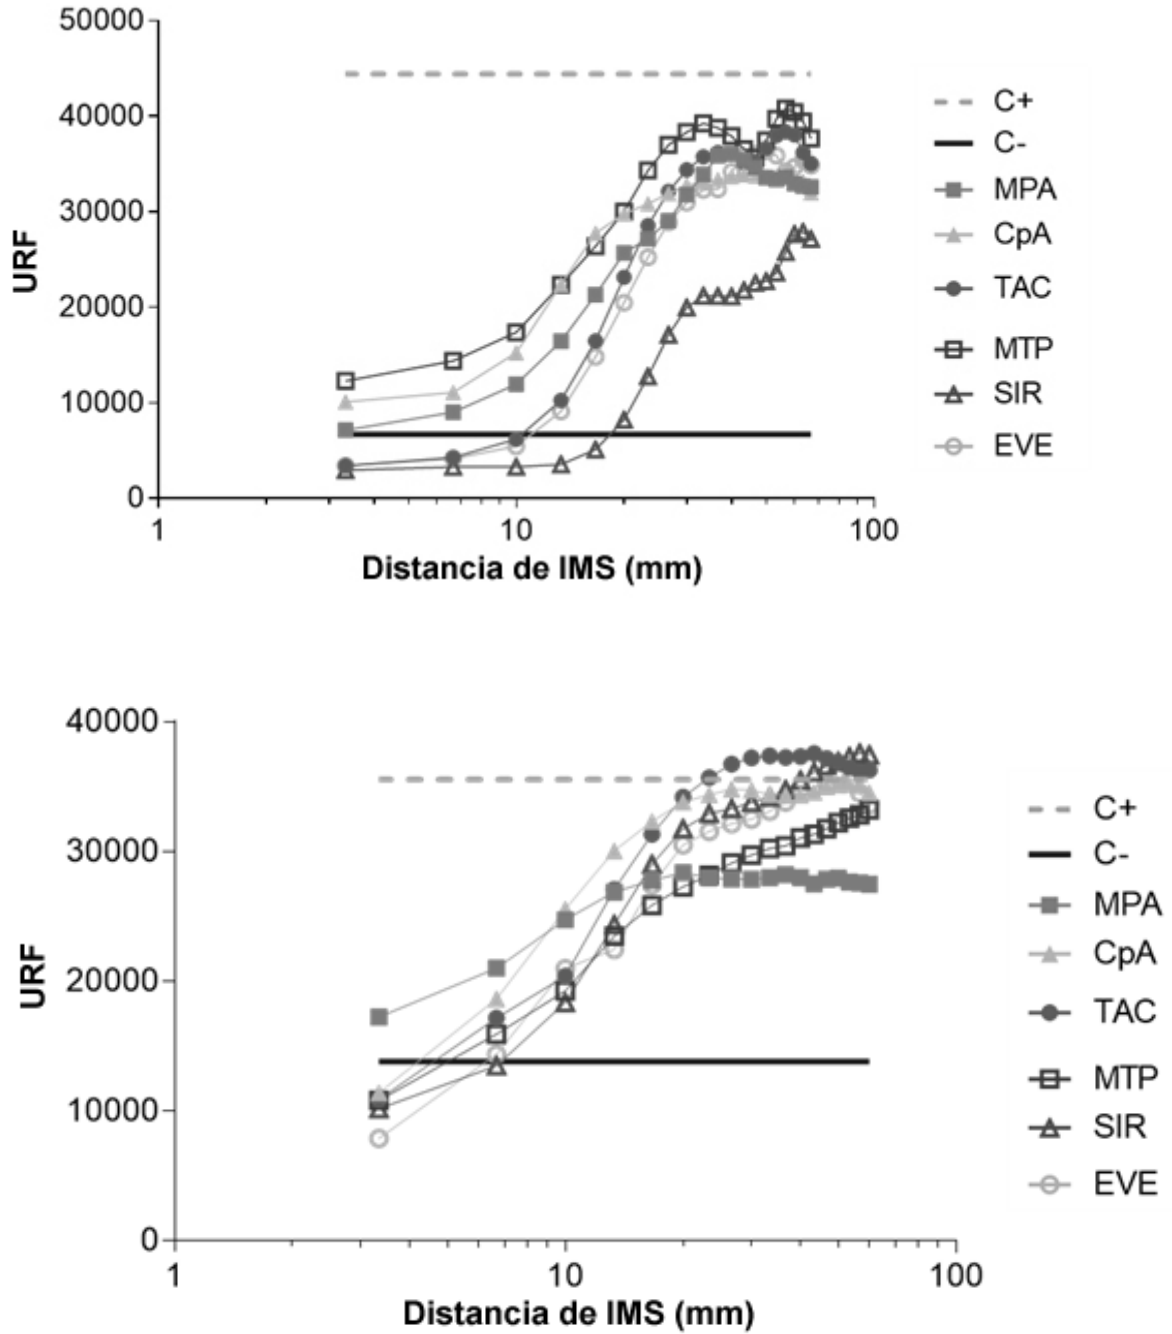 50000
40000
30000
20000
10000
0
URF
1
10
100
Distancia de IMS (mm)
C+
C-
MPA
CpA
TAC
MTP
SIR
EVE
40000
30000
20000
10000
0
URF
1
10
100
Distancia de IMS (mm)
C+
C-
MPA
CpA
TAC
MTP
SIR
EVE